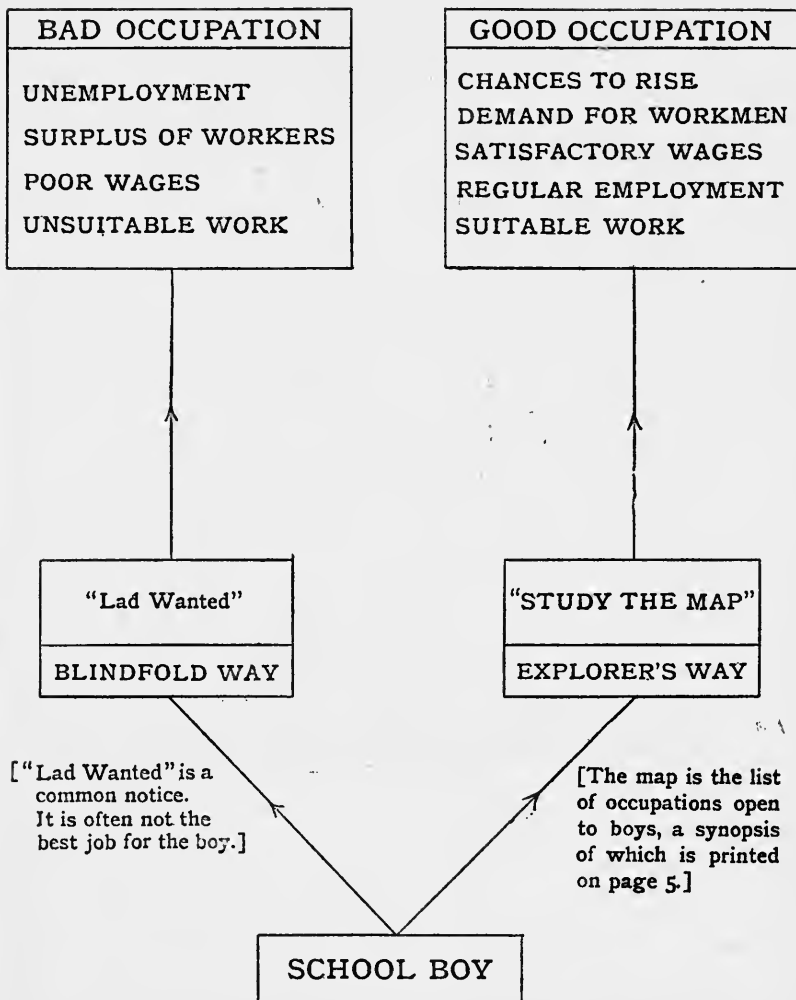 BAD OCCUPATION
UNEMPLOYMENT
SURPLUS OF WORKERS
POOR WAGES
UNSUITABLE WORK
GOOD OCCUPATION
CHANCES TO RISE
DEMAND FOR WORKMEN
SATISFACTORY WAGES
REGULAR EMPLOYMENT
SUITABLE WORK
“Lad Wanted”
BLINDFOLD WAY
“STUDY THE MAP”
EXPLORER'S WAY
[“Lad Wanted” is a
common notice.
It is often not the
best job for the boy.]
[The map is the list
of occupations open
to boys, a synopsis
of which is printed
on page 5.]
SCHOOL BOY